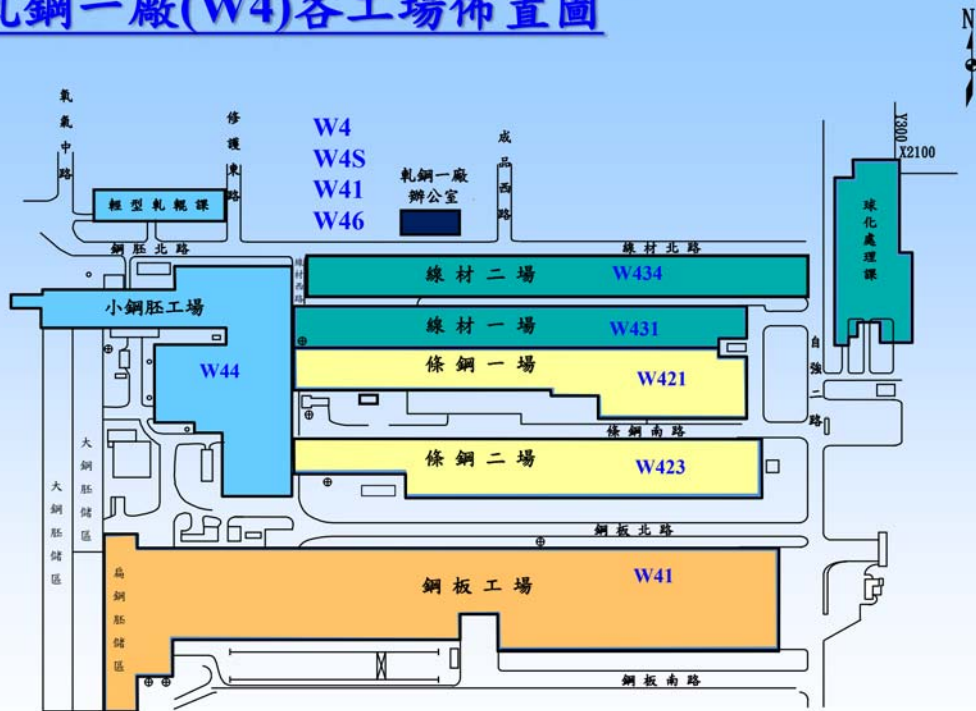 軋鋼一廠(W4)各工場佈置圖
N
氧氣中路
修護東路
W4
W4S
W41
W46
軋鋼一廠
辦公室
成品西路
Y300
X2100
輕型軋輥課
球化處理課
鋼胚北路
線材北路
線材西路
線材二場
W434
小鋼胚工場
線材一場
W431
W44
條鋼一場
W421
自強二路
條鋼南路
條鋼二場
W423
大鋼胚儲區
大鋼胚儲區
鋼板北路
扁鋼胚儲區
鋼板工場
W41
鋼板南路